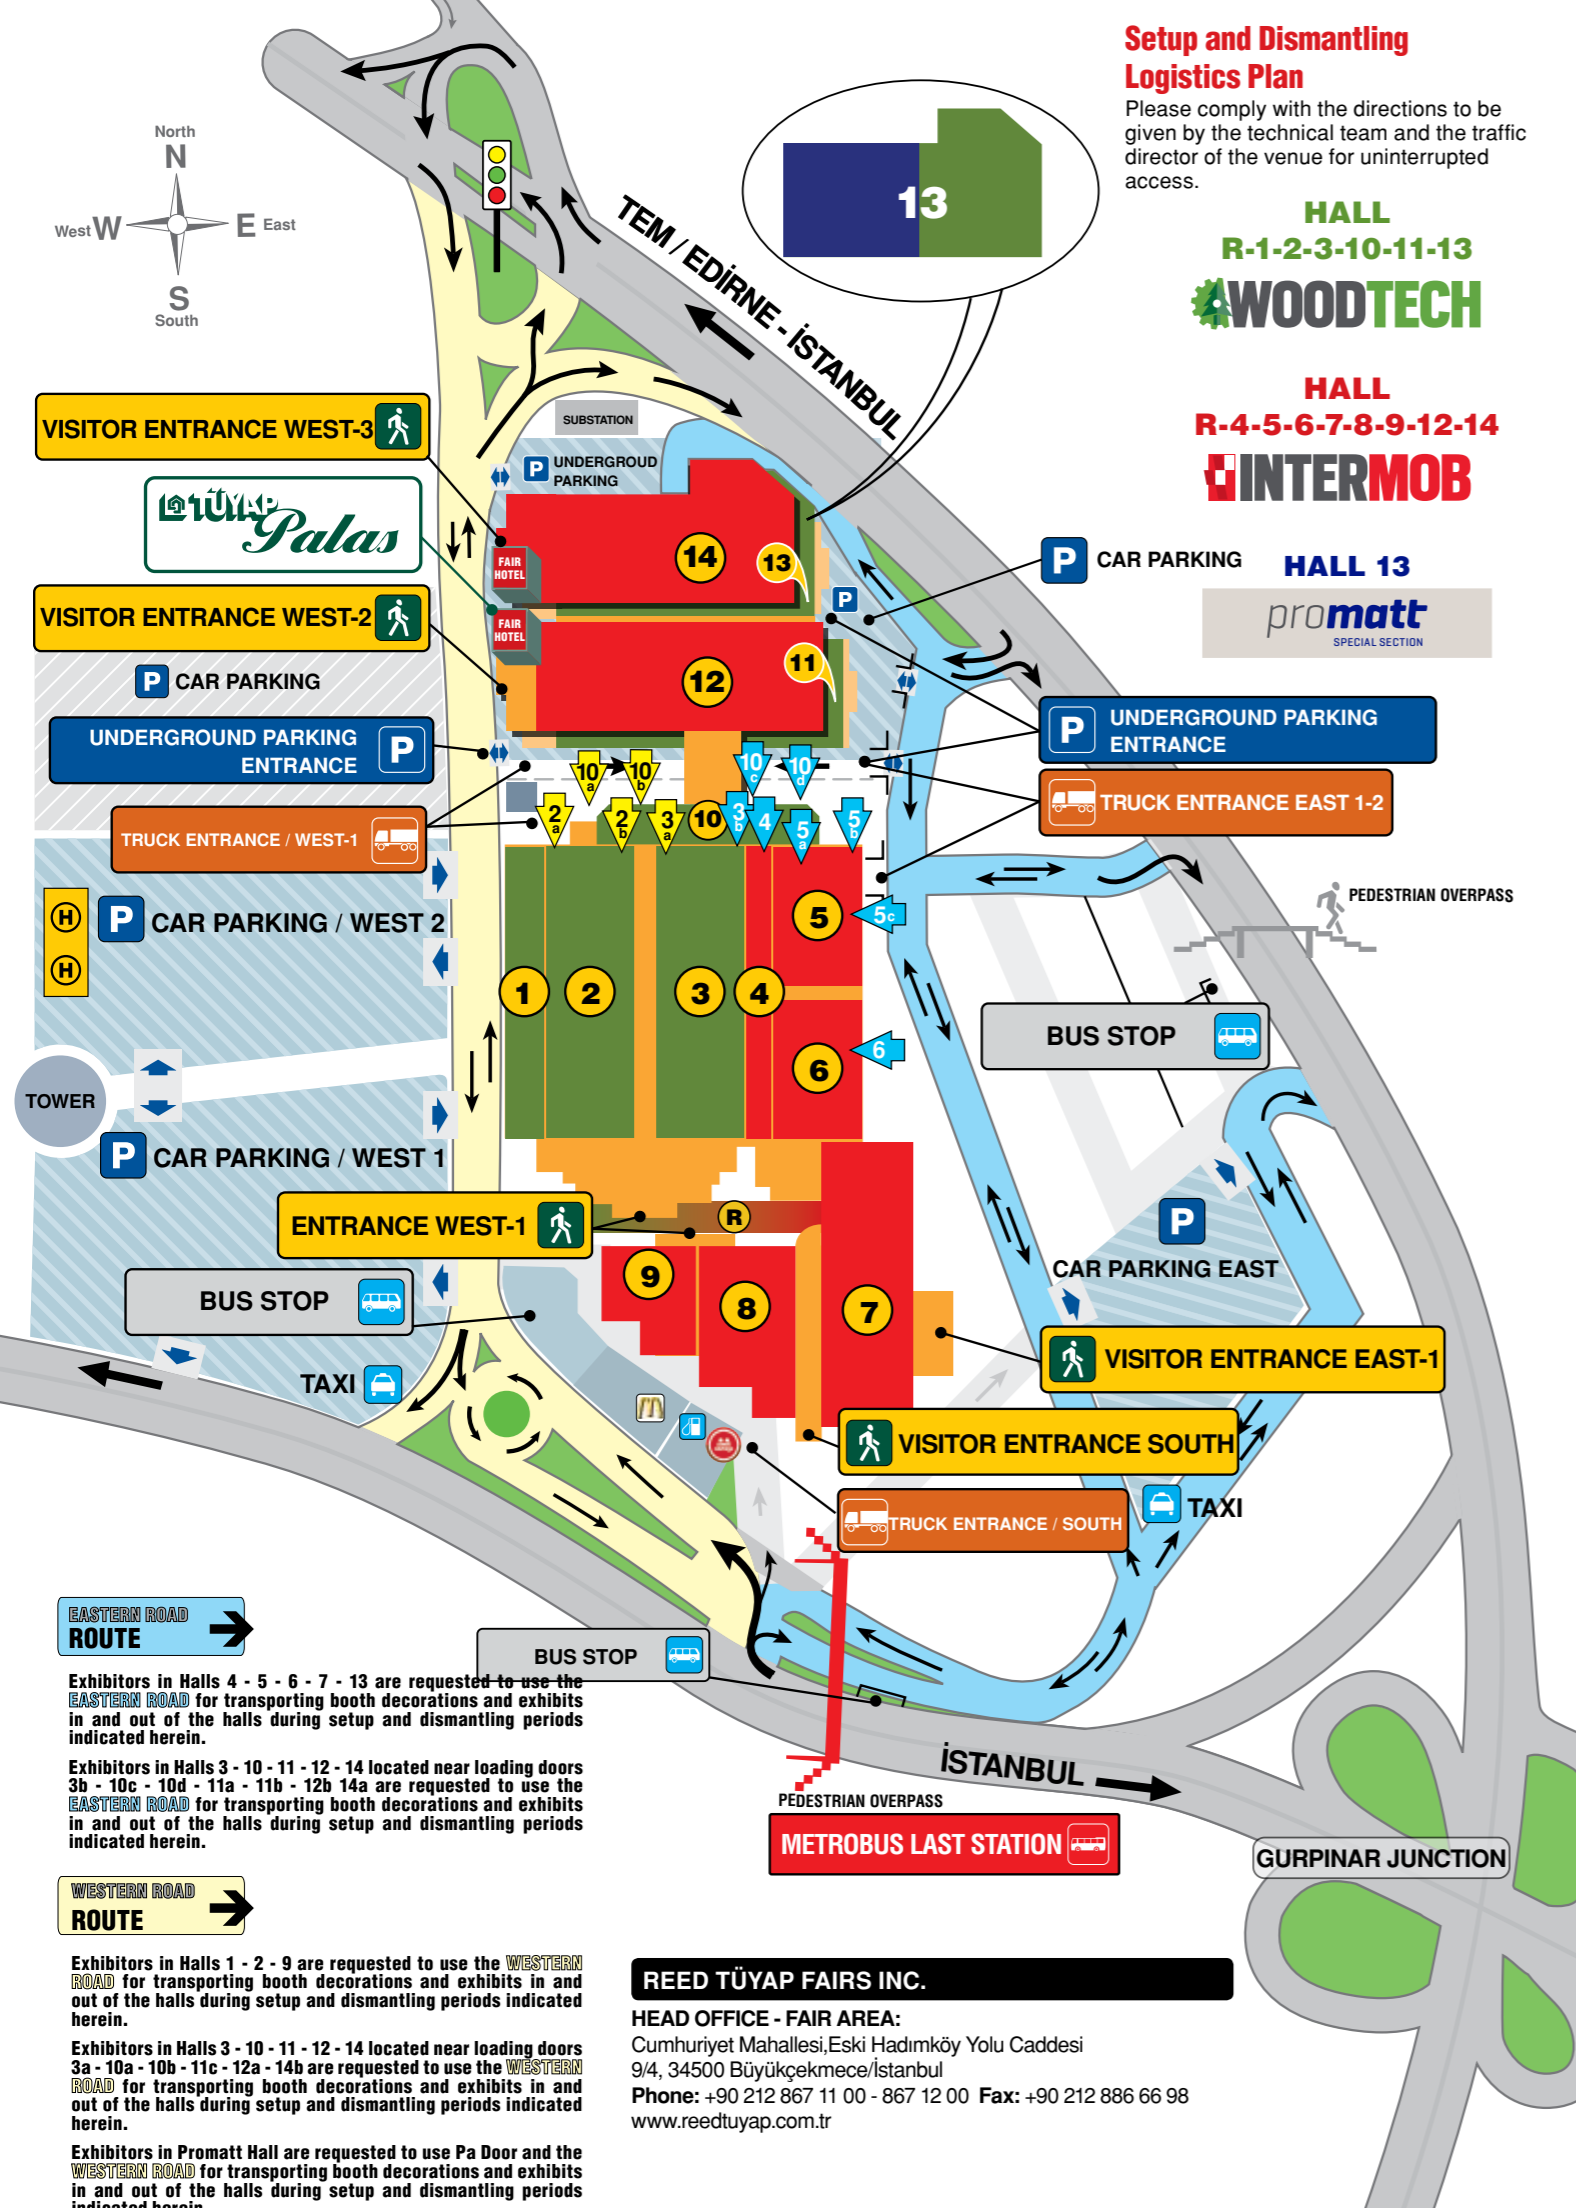 Setup and Dismantling
Logistics Plan
Please comply with the directions to be
given by the technical team and the traffic
director of the venue for uninterrupted
access.
HALL
R-1-2-3-10-11-13
WOODTECH
HALL
R-4-5-6-7-8-9-12-14
INTERMOB
HALL 13
promatt
SPECIAL SECTION
North
N
West W
E East
S
South
13
TEM / EDİRNE - İSTANBUL
SUBSTATION
P UNDERGROUD
PARKING
VISITOR ENTRANCE WEST-3
TÜYAP
Palas
VISITOR ENTRANCE WEST-2
P CAR PARKING
UNDERGROUND PARKING
ENTRANCE
P
TRUCK ENTRANCE / WEST-1
FAIR
HOTEL
FAIR
HOTEL
14
13
12
11
P
P CAR PARKING
P UNDERGROUND PARKING
ENTRANCE
TRUCK ENTRANCE EAST 1-2
10 a
10 b
10 c
10 d
2 a
2 b
3 a
10
3 b
4
5 a
5 b
5 c
6
1
2
3
4
5
6
PEDESTRIAN OVERPASS
BUS STOP
H
H
P CAR PARKING / WEST 2
TOWER
P CAR PARKING / WEST 1
ENTRANCE WEST-1
R
9
8
7
BUS STOP
TAXI
P
CAR PARKING EAST
VISITOR ENTRANCE EAST-1
VISITOR ENTRANCE SOUTH
TRUCK ENTRANCE / SOUTH
TAXI
BUS STOP
İSTANBUL
PEDESTRIAN OVERPASS
METROBUS LAST STATION
GURPINAR JUNCTION
EASTERN ROAD
ROUTE
Exhibitors in Halls 4 - 5 - 6 - 7 - 13 are requested to use the
EASTERN ROAD for transporting booth decorations and exhibits
in and out of the halls during setup and dismantling periods
indicated herein.
Exhibitors in Halls 3 - 10 - 11 - 12 - 14 located near loading doors
3b - 10c - 10d - 11a - 11b - 12b 14a are requested to use the
EASTERN ROAD for transporting booth decorations and exhibits
in and out of the halls during setup and dismantling periods
indicated herein.
WESTERN ROAD
ROUTE
Exhibitors in Halls 1 - 2 - 9 are requested to use the WESTERN
ROAD for transporting booth decorations and exhibits in and
out of the halls during setup and dismantling periods indicated
herein.
Exhibitors in Halls 3 - 10 - 11 - 12 - 14 located near loading doors
3a - 10a - 10b - 11c - 12a - 14b are requested to use the WESTERN
ROAD for transporting booth decorations and exhibits in and
out of the halls during setup and dismantling periods indicated
herein.
Exhibitors in Promatt Hall are requested to use Pa Door and the
WESTERN ROAD for transporting booth decorations and exhibits
in and out of the halls during setup and dismantling periods
indicated herein.
REED TÜYAP FAIRS INC.
HEAD OFFICE - FAIR AREA:
Cumhuriyet Mahallesi,Eski Hadımköy Yolu Caddesi
9/4, 34500 Büyükçekmece/İstanbul
Phone: +90 212 867 11 00 - 867 12 00 Fax: +90 212 886 66 98
www.reedtuyap.com.tr